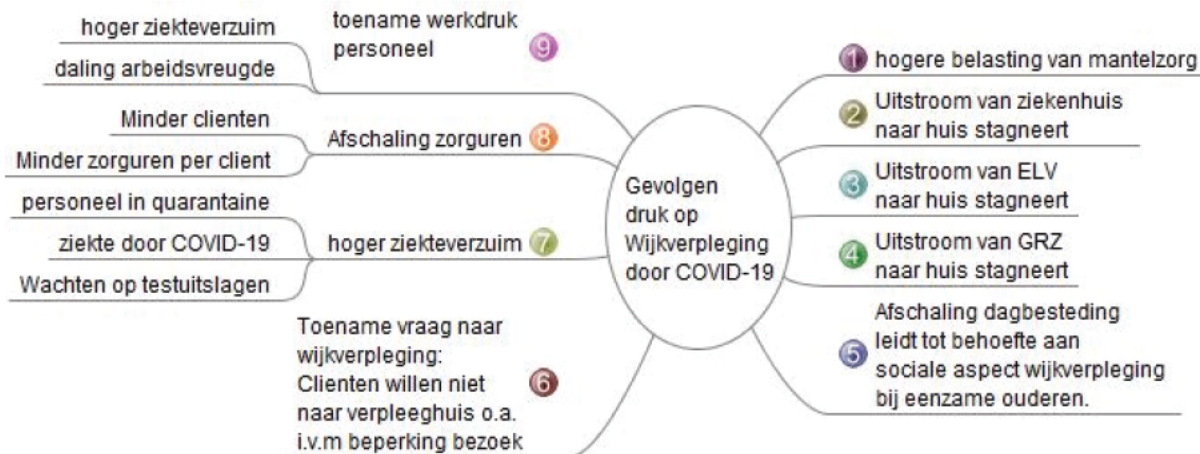 Gevolgen
druk op
Wijkverpleging
door COVID-19
1 hogere belasting van mantelzorg
2 Uitstroom van ziekenhuis
naar huis stagneert
3 Uitstroom van ELV
naar huis stagneert
4 Uitstroom van GRZ
naar huis stagneert
5 Afschaling dagbesteding
leidt tot behoefte aan
sociale aspect wijkverpleging
bij eenzame ouderen.
6 Toename vraag naar
wijkverpleging:
Clienten willen niet
naar verpleeghuis o.a.
i.v.m beperking bezoek
hoger ziekteverzuim 7
personeel in quarantaine
ziekte door COVID-19
Wachten op testuitslagen
Afschaling zorguren 8
Minder clienten
Minder zorguren per client
toename werkdruk
personeel 9
hoger ziekteverzuim
daling arbeidsvreugde